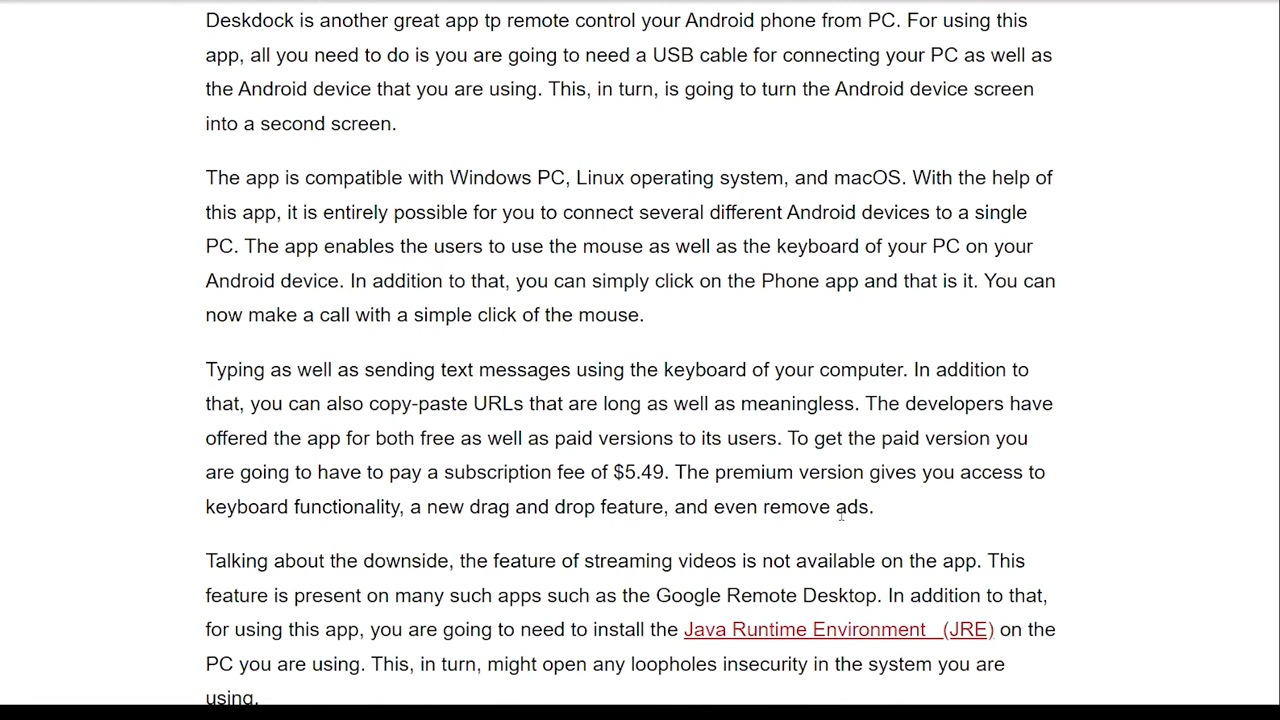 Deskdock is another great app tp remote control your Android phone from PC. For using this
app, all you need to do is you are going to need a USB cable for connecting your PC as well as
the Android device that you are using. This, in turn, is going to turn the Android device screen
into a second screen.
The app is compatible with Windows PC, Linux operating system, and macOS. With the help of
this app, it is entirely possible for you to connect several different Android devices to a single
PC. The app enables the users to use the mouse as well as the keyboard of your PC on your
Android device. In addition to that, you can simply click on the Phone app and that is it. You can
now make a call with a simple click of the mouse.
Typing as well as sending text messages using the keyboard of your computer. In addition to
that, you can also copy-paste URLs that are long as well as meaningless. The developers have
offered the app for both free as well as paid versions to its users. To get the paid version you
are going to have to pay a subscription fee of $5.49. The premium version gives you access to
keyboard functionality, a new drag and drop feature, and even remove ads.
Talking about the downside, the feature of streaming videos is not available on the app. This
feature is present on many such apps such as the Google Remote Desktop. In addition to that,
for using this app, you are going to need to install the Java Runtime Environment (JRE) on the
PC you are using. This, in turn, might open any loopholes insecurity in the system you are
using.